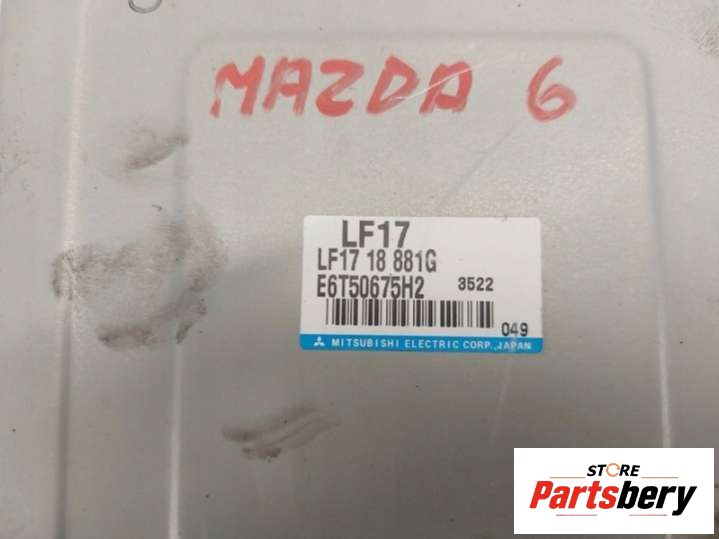 MAZDA 6
LF17
LF17 18 881G
E6T50675H2 3522
049
MITSUBISHI ELECTRIC CORP.,JAPAN
STORE
Partsbery